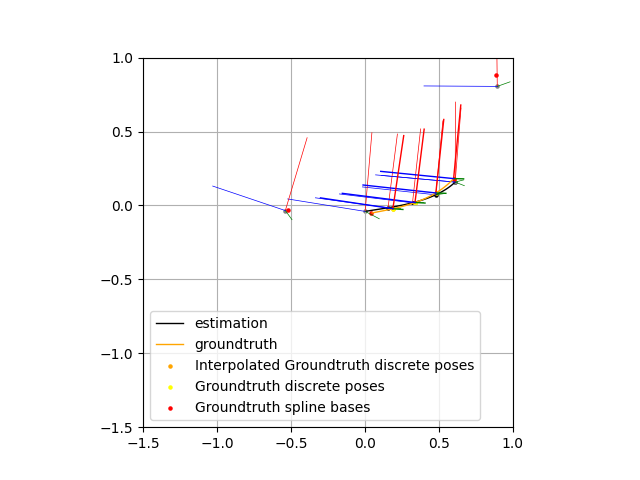 1.0
0.5
0.0
−0.5
−1.0
−1.5
estimation
groundtruth
Interpolated Groundtruth discrete poses
Groundtruth discrete poses
Groundtruth spline bases
−1.5 −1.0 −0.5 0.0 0.5 1.0